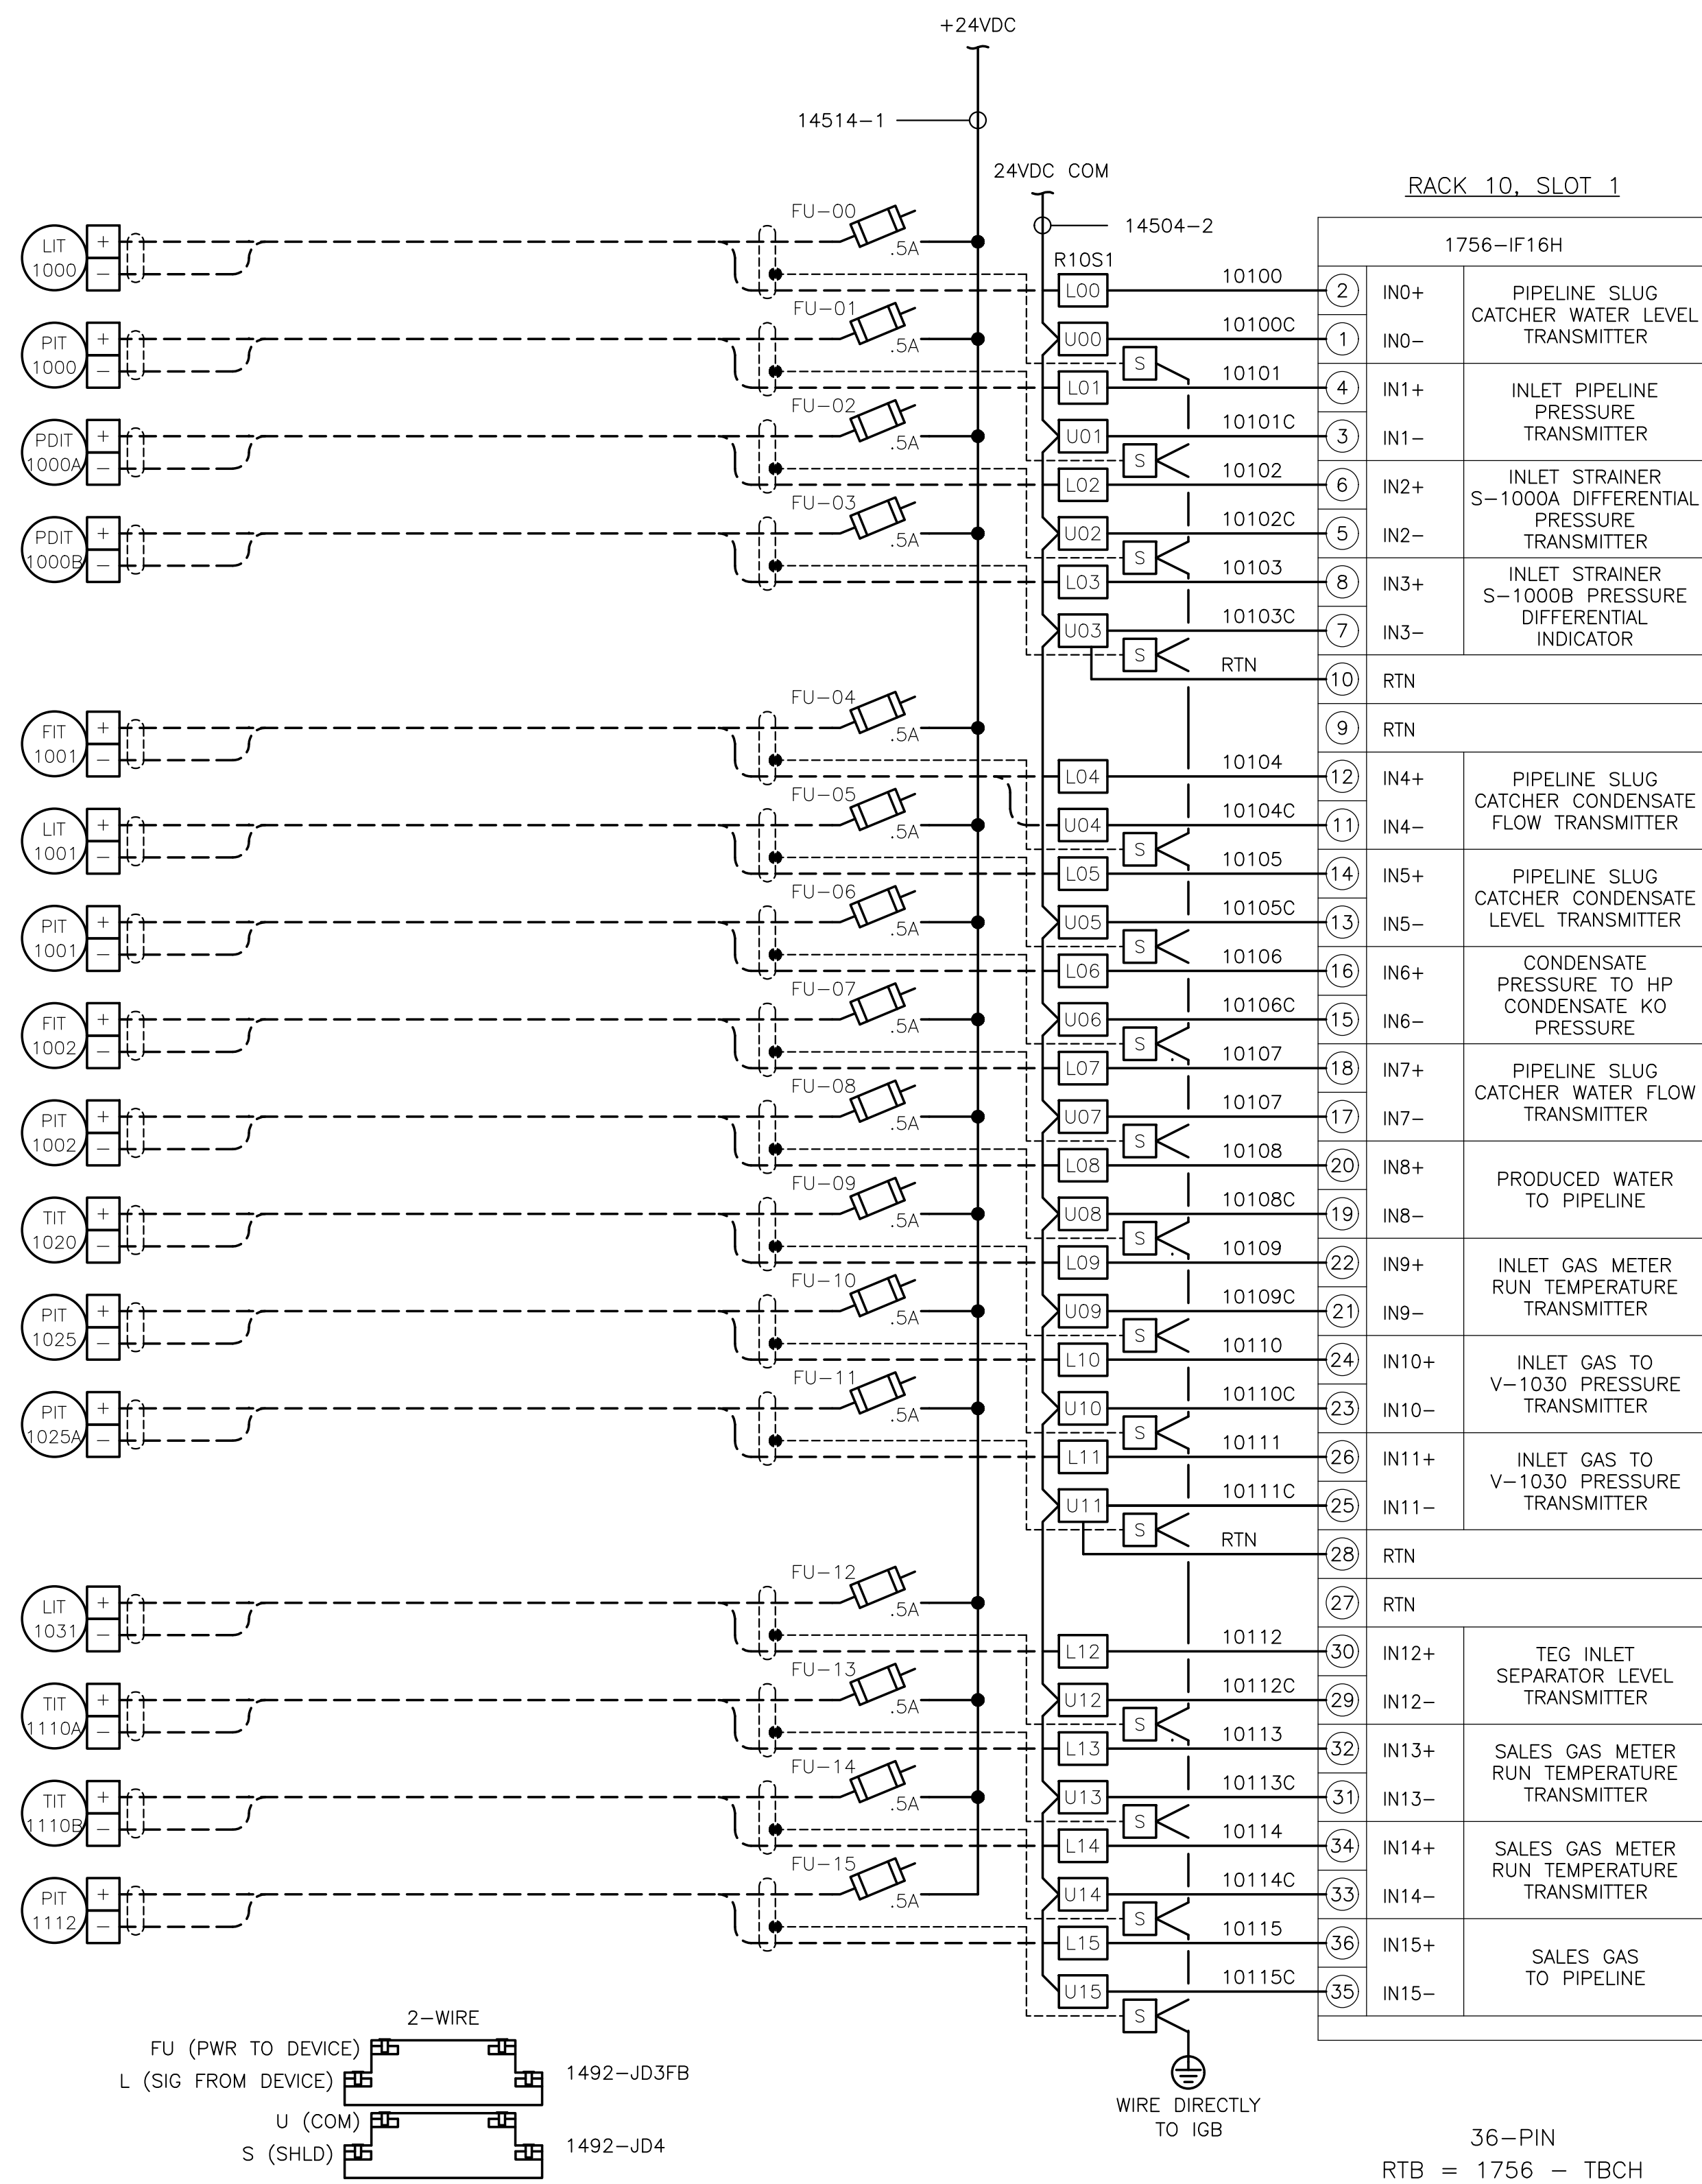 +24VDC
14514-1
24VDC COM
14504-2
RACK 10, SLOT 1
1756-IF16H
R10S1
LIT
1000
+
-
FU-00
.5A
L00
10100
2
IN0+
U00
10100C
1
IN0-
PIPELINE SLUG
CATCHER WATER LEVEL
TRANSMITTER
S
PIT
1000
+
-
FU-01
.5A
L01
10101
4
IN1+
U01
10101C
3
IN1-
INLET PIPELINE
PRESSURE
TRANSMITTER
S
PDIT
1000A
+
-
FU-02
.5A
L02
10102
6
IN2+
U02
10102C
5
IN2-
INLET STRAINER
S-1000A DIFFERENTIAL
PRESSURE
TRANSMITTER
S
PDIT
1000B
+
-
FU-03
.5A
L03
10103
8
IN3+
U03
10103C
7
IN3-
INLET STRAINER
S-1000B PRESSURE
DIFFERENTIAL
INDICATOR
S
RTN
10
RTN
9
RTN
FIT
1001
+
-
FU-04
.5A
L04
10104
12
IN4+
U04
10104C
11
IN4-
PIPELINE SLUG
CATCHER CONDENSATE
FLOW TRANSMITTER
S
LIT
1001
+
-
FU-05
.5A
L05
10105
14
IN5+
U05
10105C
13
IN5-
PIPELINE SLUG
CATCHER CONDENSATE
LEVEL TRANSMITTER
S
PIT
1001
+
-
FU-06
.5A
L06
10106
16
IN6+
U06
10106C
15
IN6-
CONDENSATE
PRESSURE TO HP
CONDENSATE KO
PRESSURE
S
FIT
1002
+
-
FU-07
.5A
L07
10107
18
IN7+
U07
10107
17
IN7-
PIPELINE SLUG
CATCHER WATER FLOW
TRANSMITTER
S
PIT
1002
+
-
FU-08
.5A
L08
10108
20
IN8+
U08
10108C
19
IN8-
PRODUCED WATER
TO PIPELINE
S
TIT
1020
+
-
FU-09
.5A
L09
10109
22
IN9+
U09
10109C
21
IN9-
INLET GAS METER
RUN TEMPERATURE
TRANSMITTER
S
PIT
1025
+
-
FU-10
.5A
L10
10110
24
IN10+
U10
10110C
23
IN10-
INLET GAS TO
V-1030 PRESSURE
TRANSMITTER
S
PIT
1025A
+
-
FU-11
.5A
L11
10111
26
IN11+
U11
10111C
25
IN11-
INLET GAS TO
V-1030 PRESSURE
TRANSMITTER
S
RTN
28
RTN
27
RTN
LIT
1031
+
-
FU-12
.5A
L12
10112
30
IN12+
U12
10112C
29
IN12-
TEG INLET
SEPARATOR LEVEL
TRANSMITTER
S
TIT
1110A
+
-
FU-13
.5A
L13
10113
32
IN13+
U13
10113C
31
IN13-
SALES GAS METER
RUN TEMPERATURE
TRANSMITTER
S
TIT
1110B
+
-
FU-14
.5A
L14
10114
34
IN14+
U14
10114C
33
IN14-
SALES GAS METER
RUN TEMPERATURE
TRANSMITTER
S
PIT
1112
+
-
FU-15
.5A
L15
10115
36
IN15+
U15
10115C
35
IN15-
SALES GAS
TO PIPELINE
S
WIRE DIRECTLY
TO IGB
2-WIRE
FU (PWR TO DEVICE)
L (SIG FROM DEVICE)
1492-JD3FB
U (COM)
S (SHLD)
1492-JD4
36-PIN
RTB = 1756 - TBCH